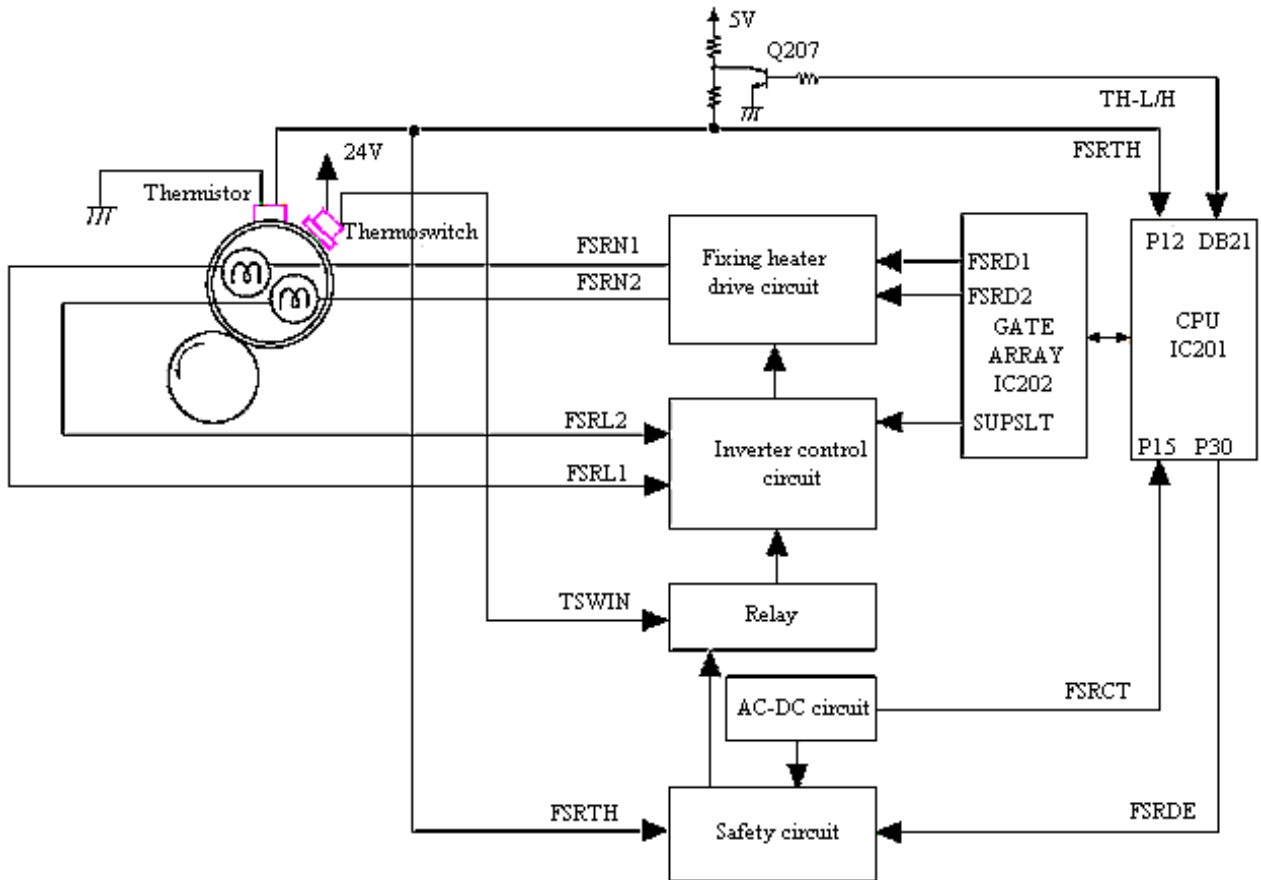 5V
Q207
TH-L/H
FSRTH
24V
Thermistor
Thermoswitch
FSRN1
FSRN2
Fixing heater
drive circuit
FSRD1
FSRD2
GATE
ARRAY
IC202
SUPSLT
P12 DB21
CPU
IC201
P15 P30
FSRL2
FSRL1
Inverter control
circuit
TSWIN
Relay
AC-DC circuit
FSRCT
FSRTH
Safety circuit
FSRDE